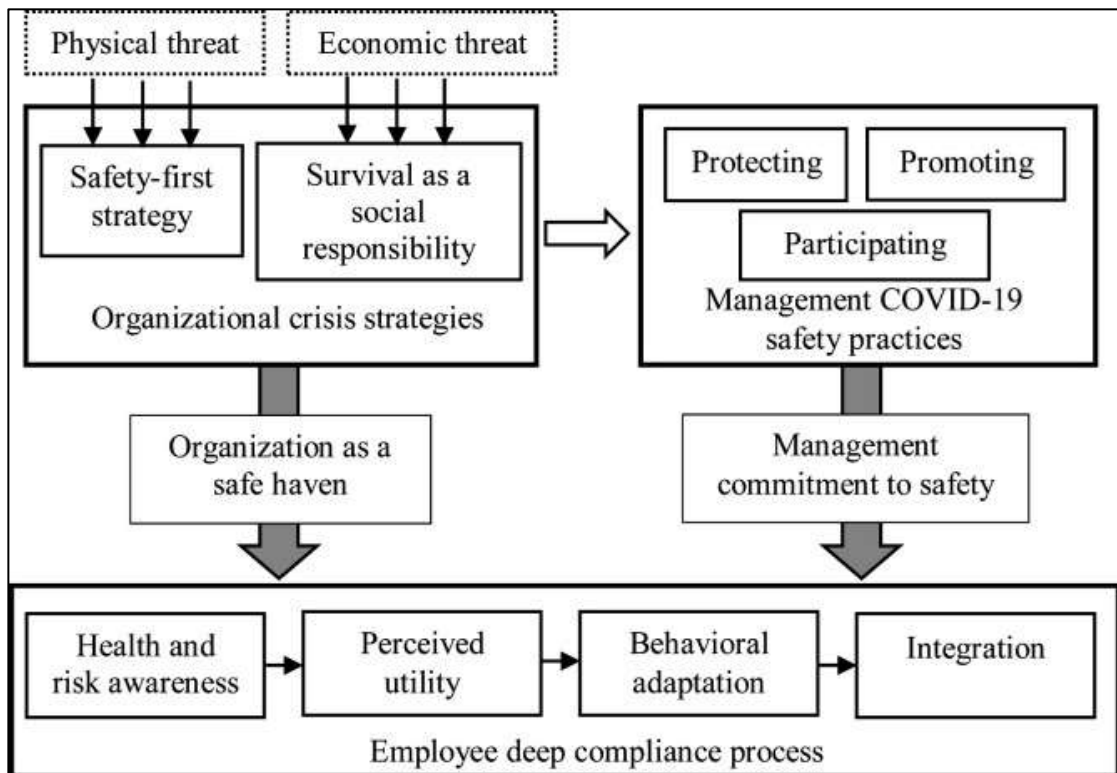 Physical threat
Economic threat
Safety-first
strategy
Survival as a
social
responsibility
Organizational crisis strategies
Protecting
Promoting
Participating
Management COVID-19
safety practices
Organization as a
safe haven
Management
commitment to safety
Health and
risk awareness
Perceived
utility
Behavioral
adaptation
Integration
Employee deep compliance process